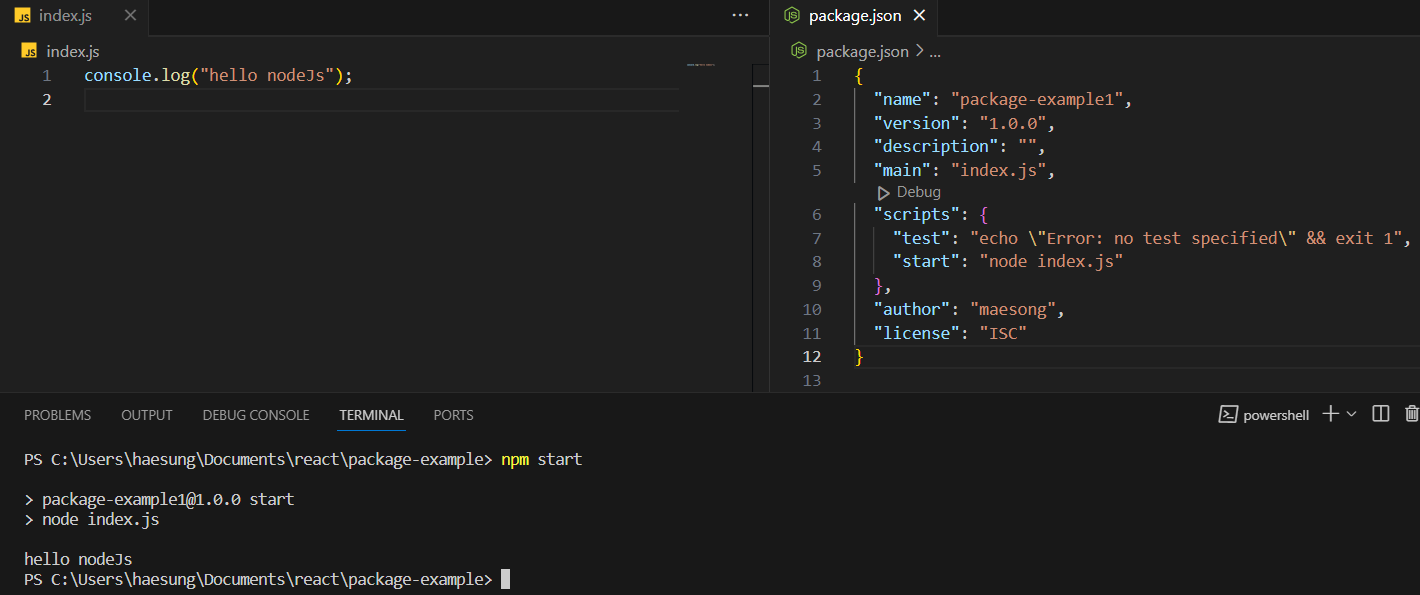 JS index.js
JS index.js
1 console.log("hello nodeJs");
2
JS package.json
JS package.json > ...
1 {
2 "name": "package-example1",
3 "version": "1.0.0",
4 "description": "",
5 "main": "index.js",
Debug
6 "scripts": {
7 "test": "echo \"Error: no test specified\" && exit 1",
8 "start": "node index.js"
9 },
10 "author": "maesong",
11 "license": "ISC"
12 }
13
PROBLEMS OUTPUT DEBUG CONSOLE TERMINAL PORTS powershell
PS C:\Users\haesung\Documents\react\package-example> npm start
> package-example1@1.0.0 start
> node index.js
hello nodeJs
PS C:\Users\haesung\Documents\react\package-example>